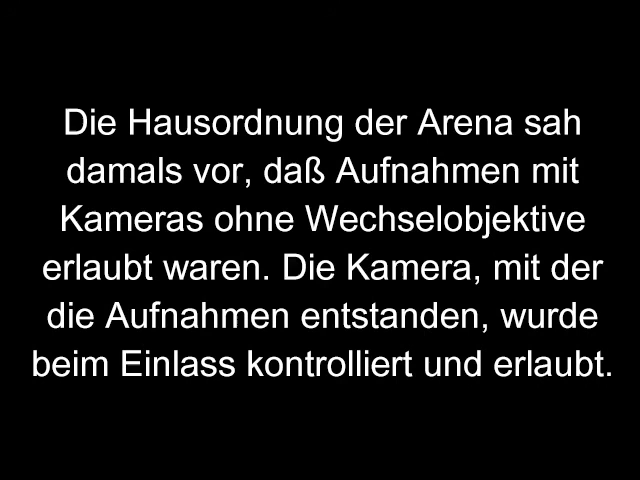 Die Hausordnung der Arena sah
damals vor, daß Aufnahmen mit
Kameras ohne Wechselobjektive
erlaubt waren. Die Kamera, mit der
die Aufnahmen entstanden, wurde
beim Einlass kontrolliert und erlaubt.